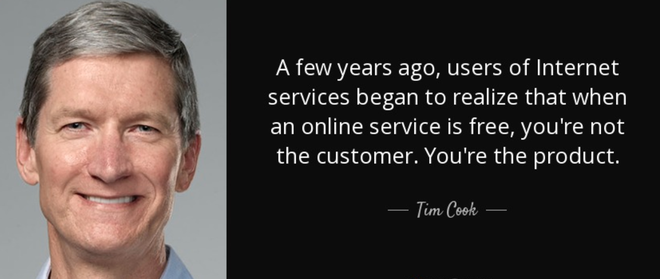 A few years ago, users of Internet
services began to realize that when
an online service is free, you're not
the customer. You're the product.
Tim Cook